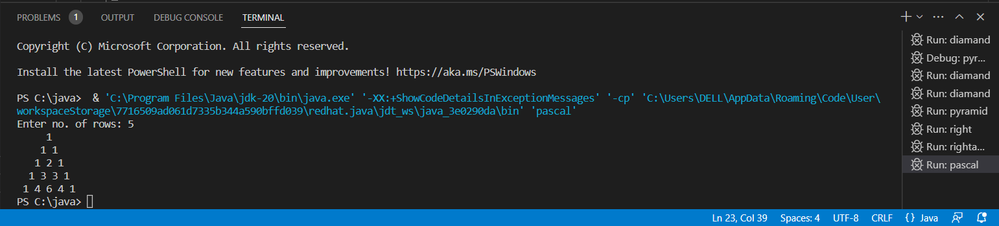 PROBLEMS 1 OUTPUT DEBUG CONSOLE TERMINAL
Copyright (C) Microsoft Corporation. All rights reserved.
Install the latest PowerShell for new features and improvements! https://aka.ms/PSWindows
PS C:\java>  & 'C:\Program Files\Java\jdk-20\bin\java.exe' '-XX:+ShowCodeDetailsInExceptionMessages' '-cp' 'C:\Users\DELL\AppData\Roaming\Code\User\
workspaceStorage\7716509ad061d7335b344a590bffd039\redhat.java\jdt_ws\java_3e0290da\bin' 'pascal'
Enter no. of rows: 5
     1
    1 1
   1 2 1
  1 3 3 1
 1 4 6 4 1
PS C:\java>
Run: diamand
Debug: pyr...
Run: diamand
Run: diamand
Run: pyramid
Run: right
Run: righta...
Run: pascal
Ln 23, Col 39 Spaces: 4 UTF-8 CRLF {} Java